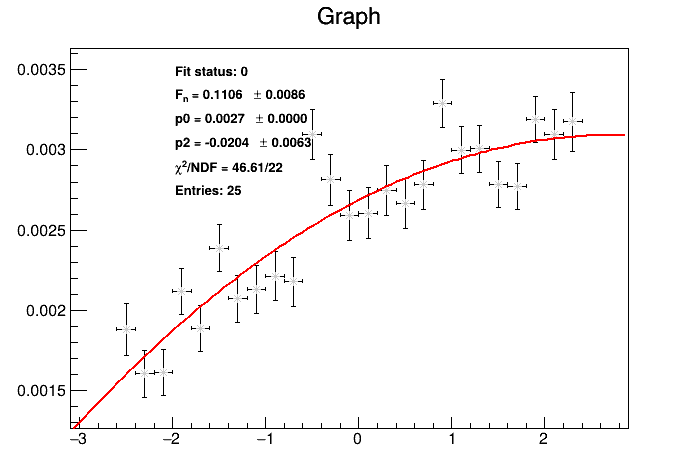 Graph
Fit status: 0
Fn = 0.1106 ± 0.0086
p0 = 0.0027 ± 0.0000
p2 = -0.0204 ± 0.0063
χ²/NDF = 46.61/22
Entries: 25
0.0035
0.003
0.0025
0.002
0.0015
−3 −2 −1 0 1 2